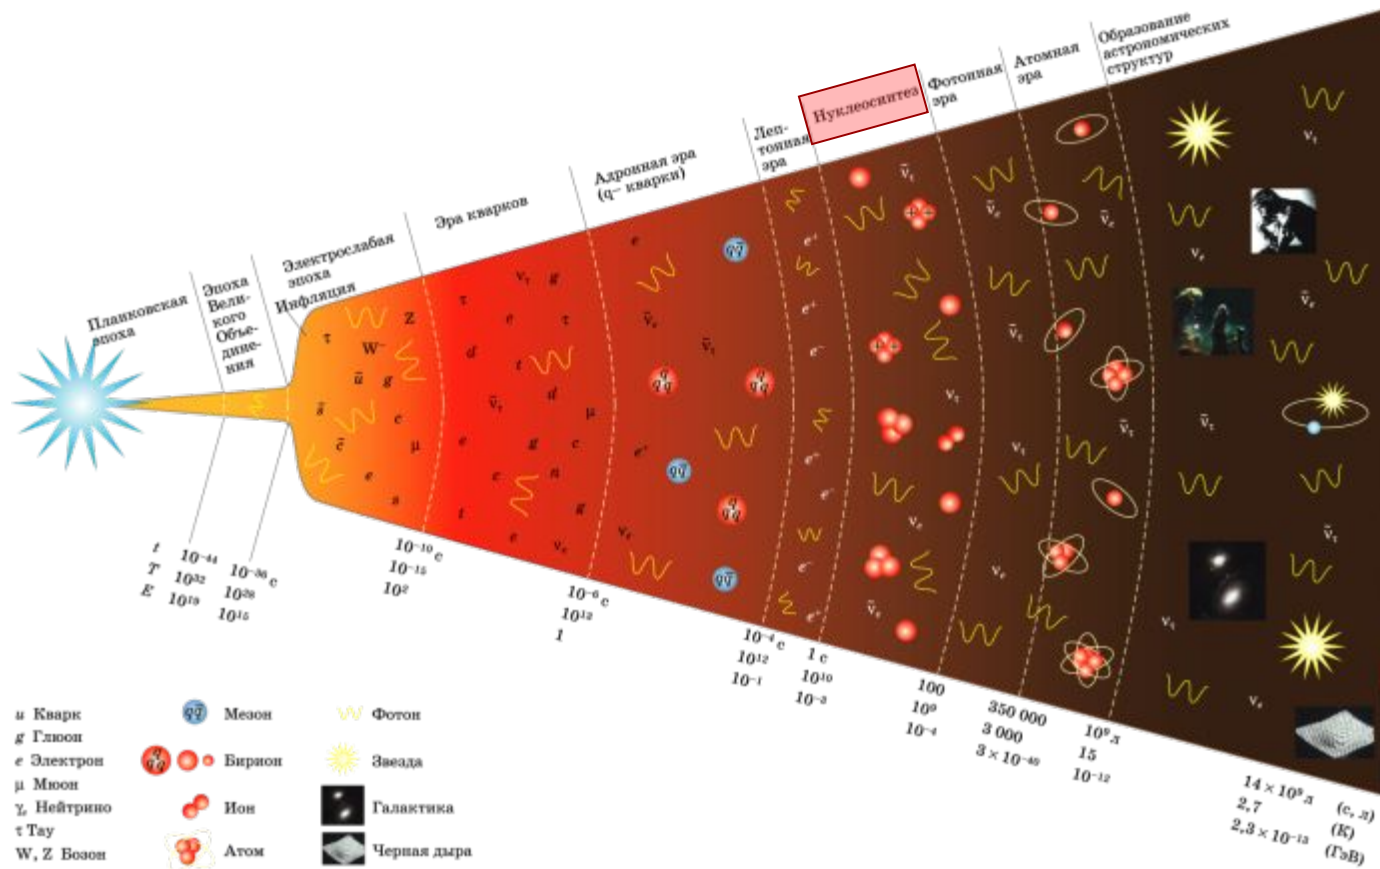 Планковская
эпоха
Эпоха
Вели-
кого
Объе-
дине-
ния
Электрослабая
эпоха
Инфляция
Эра кварков
Адронная эра
(q– кварки)
Леп-
тонная
эра
Нуклеосинтез
Фотонная
эра
Атомная
эра
Образование
астрономических
структур
t 10⁻⁴⁴ 10⁻³⁶ с
T 10³² 10²⁸
E 10¹⁹ 10¹⁵
10⁻¹⁰ с
10⁻¹⁵
10²
10⁻⁶ с
10¹²
1
10⁻⁴ с
10¹²
10⁻¹
1 с
10¹⁰
10⁻³
100
10⁹
10⁻⁴
350 000
3 000
3 × 10⁻⁴⁰
10⁹ л
15
10⁻¹²
14 × 10⁹ л (с, л)
2,7 (К)
2,3 × 10⁻¹³ (ГэВ)
u Кварк
g Глюон
e Электрон
μ Мюон
γₑ Нейтрино
τ Тау
W, Z Бозон
qq̄ Мезон
q
q q Бирион
Ион
Атом
Фотон
Звезда
Галактика
Черная дыра